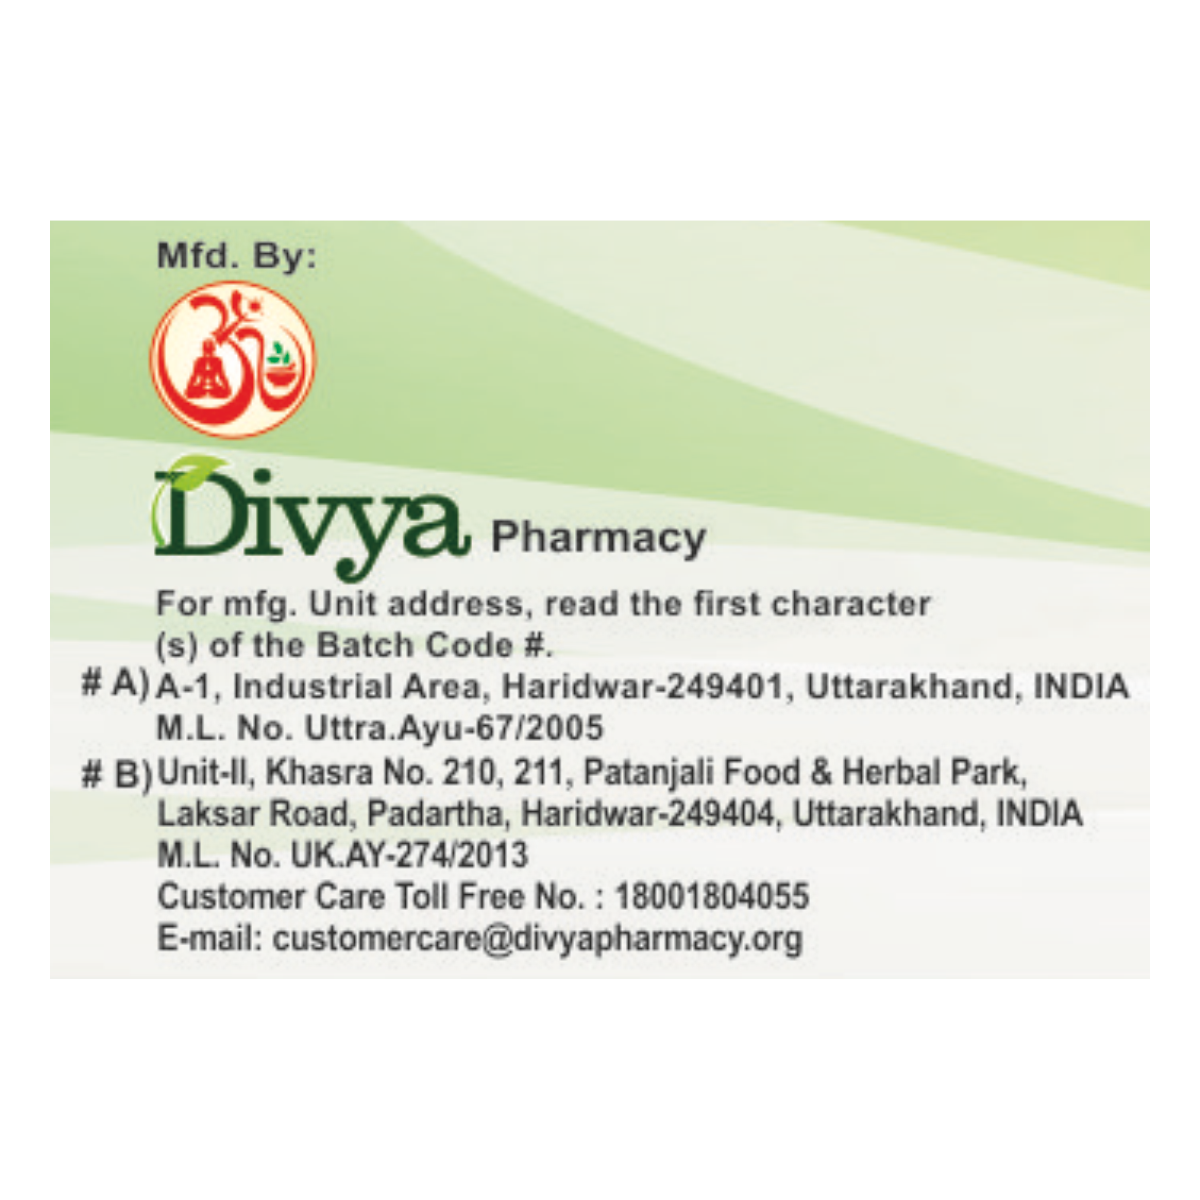 Mfd. By:
Divya Pharmacy
For mfg. Unit address, read the first character
(s) of the Batch Code #.
# A) A-1, Industrial Area, Haridwar-249401, Uttarakhand, INDIA
M.L. No. Uttra.Ayu-67/2005
# B) Unit-II, Khasra No. 210, 211, Patanjali Food & Herbal Park,
Laksar Road, Padartha, Haridwar-249404, Uttarakhand, INDIA
M.L. No. UK.AY-274/2013
Customer Care Toll Free No. : 18001804055
E-mail: customercare@divyapharmacy.org